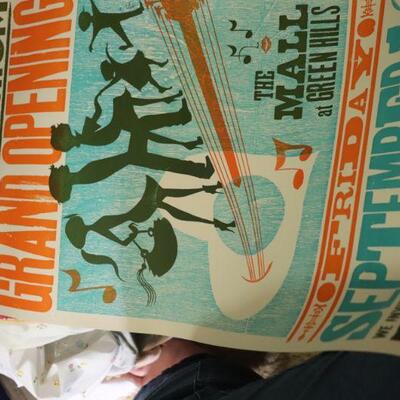 GRAND OPENING
THE
MALL
at GREEN HILLS
FRIDAY
SEPTEMBER